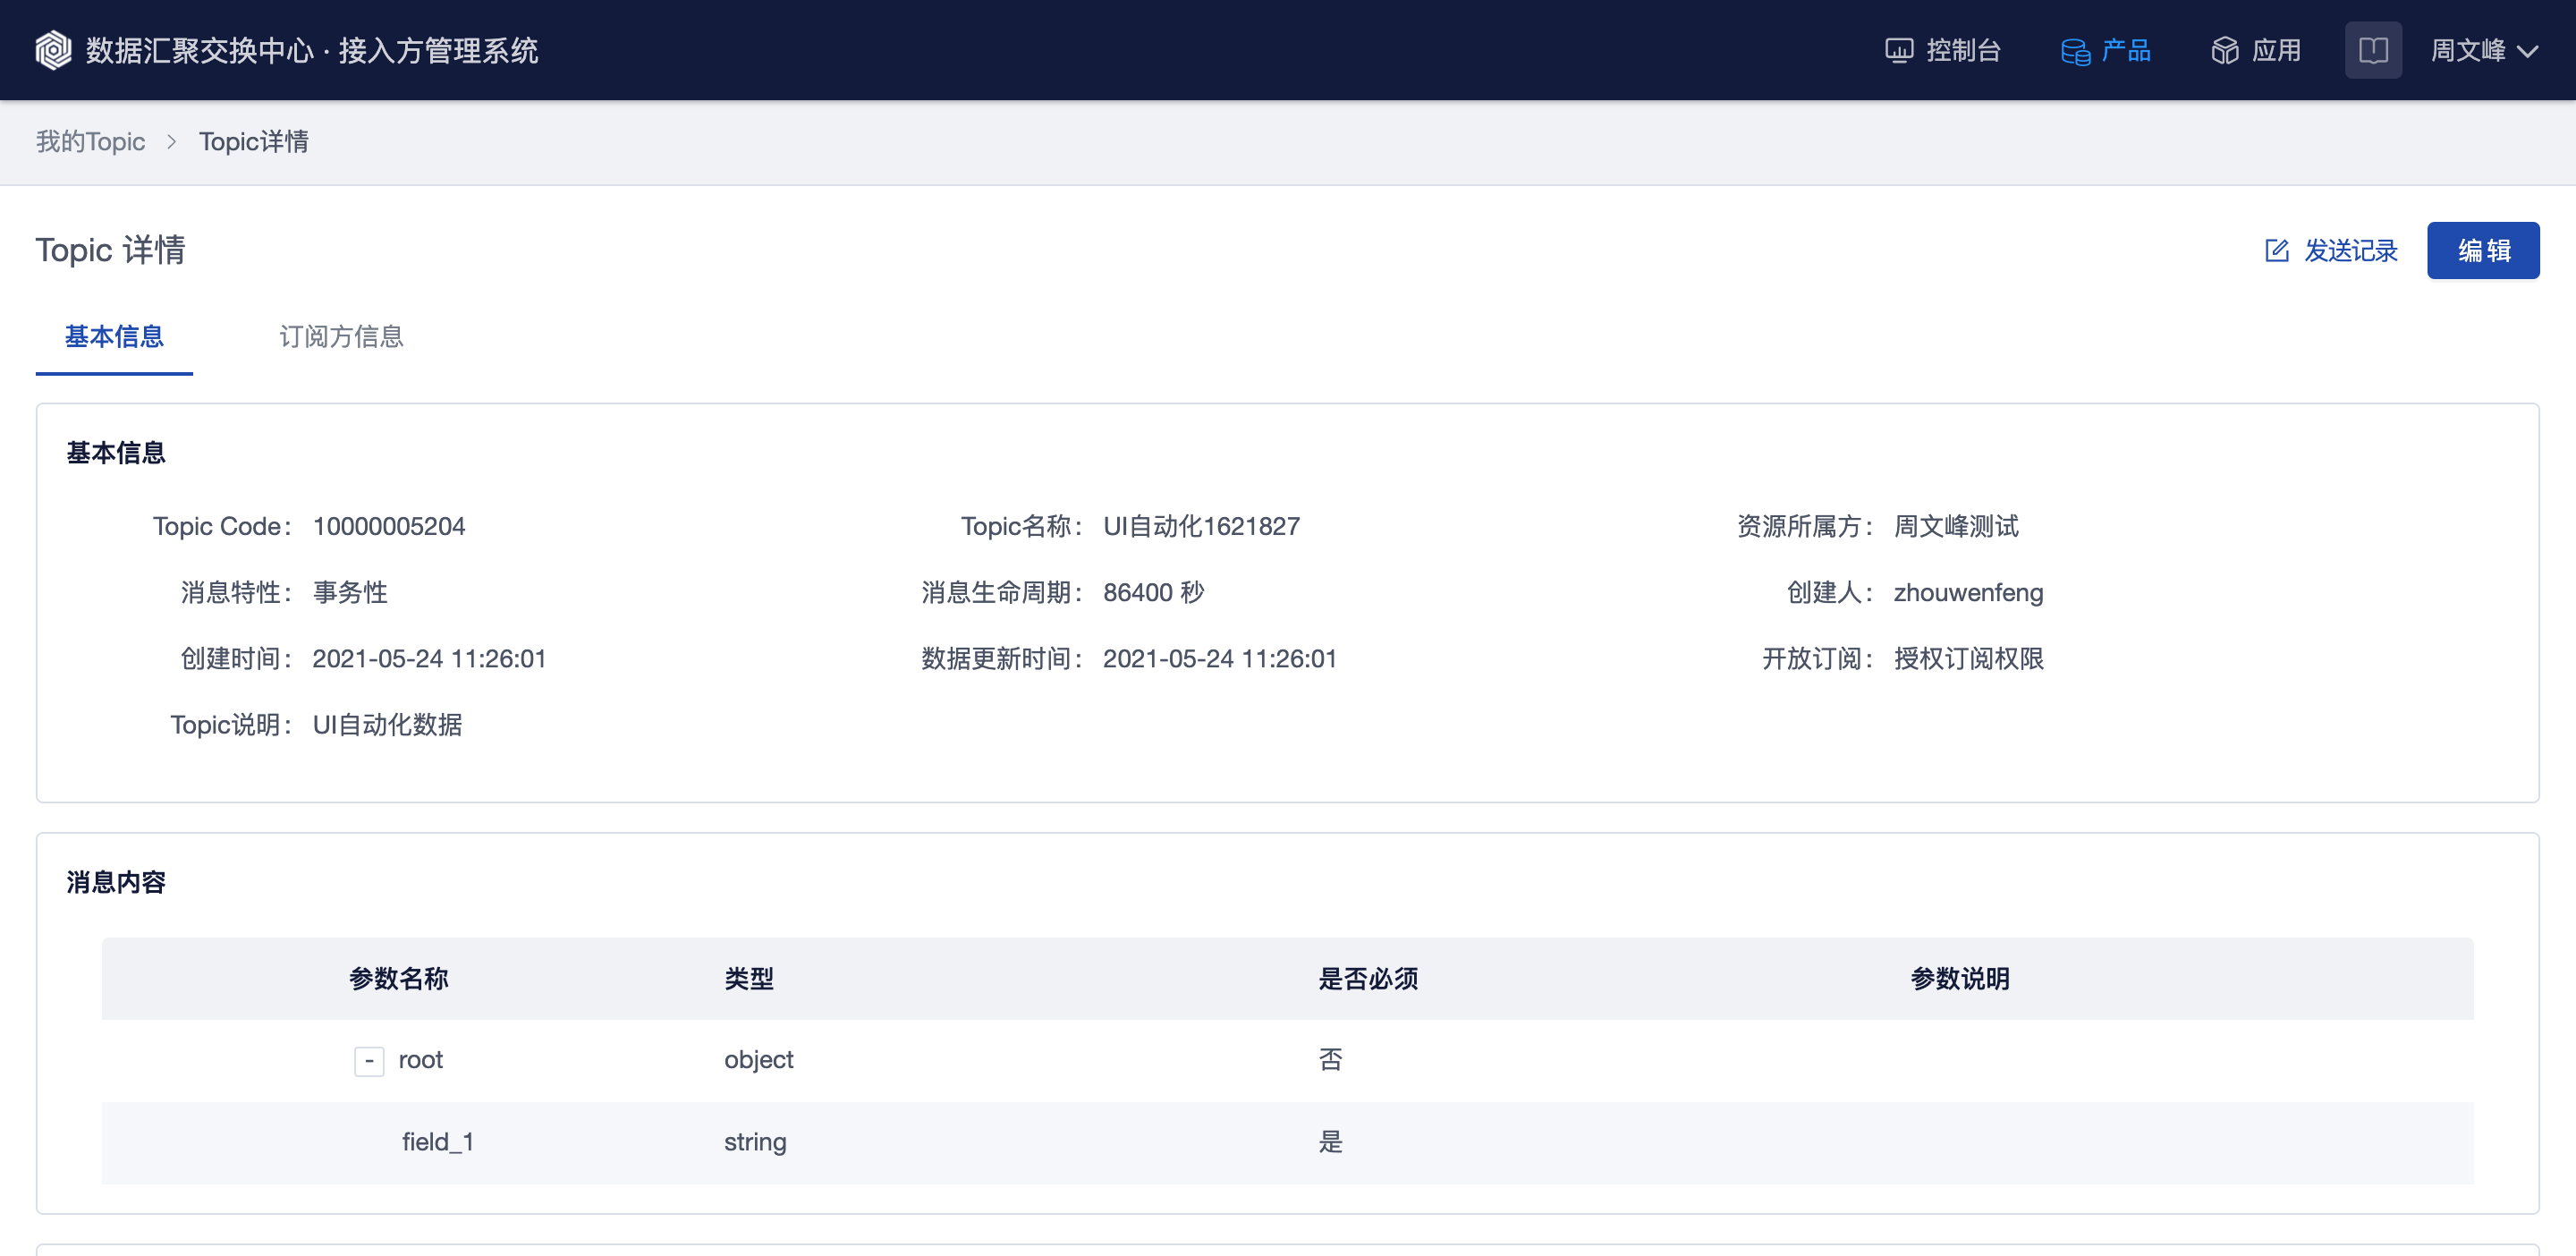 数据汇聚交换中心 · 接入方管理系统 控制台 产品 应用 周文峰
我的Topic > Topic详情
Topic 详情 发送记录 编辑
基本信息 订阅方信息
基本信息
Topic Code： 10000005204 Topic名称： UI自动化1621827 资源所属方： 周文峰测试
消息特性： 事务性 消息生命周期： 86400 秒 创建人： zhouwenfeng
创建时间： 2021-05-24 11:26:01 数据更新时间： 2021-05-24 11:26:01 开放订阅： 授权订阅权限
Topic说明： UI自动化数据
消息内容
参数名称 类型 是否必须 参数说明
- root object 否
field_1 string 是